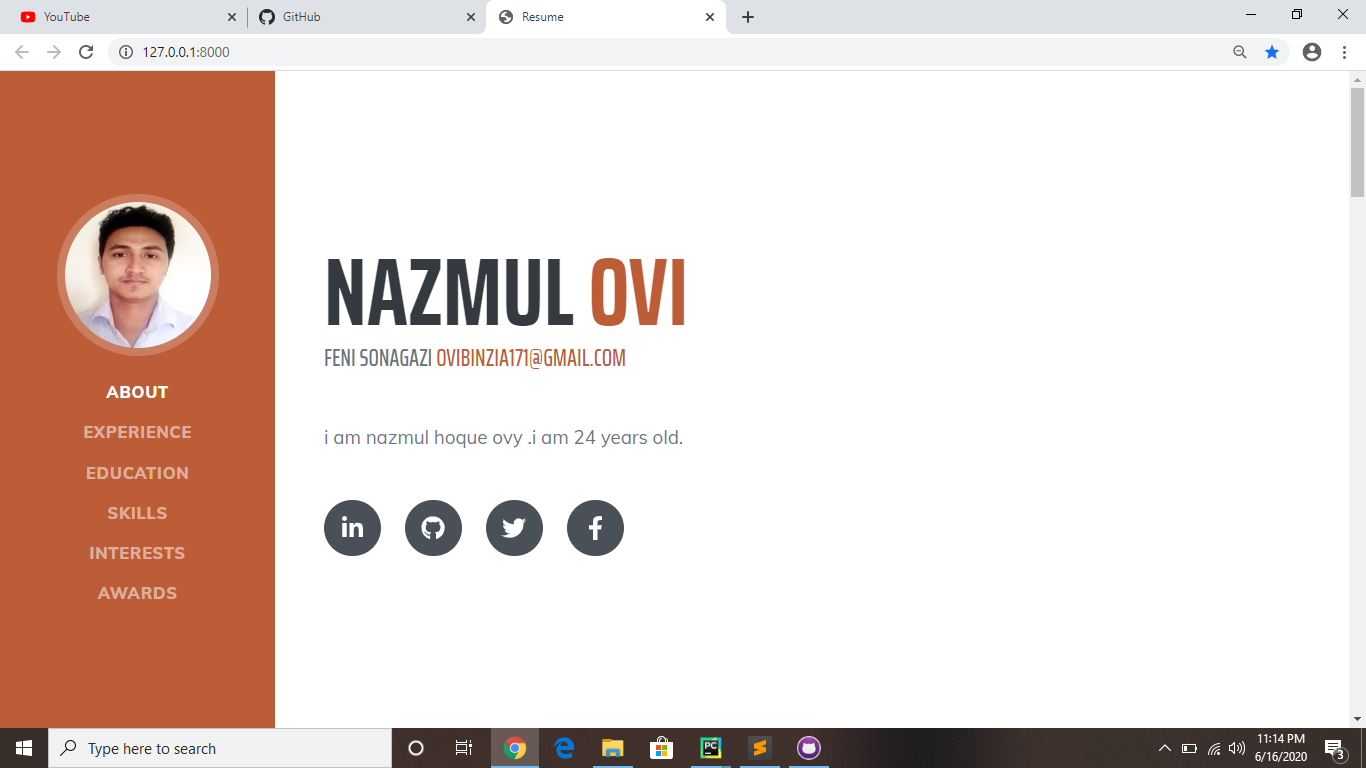 YouTube
GitHub
Resume
127.0.0.1:8000
NAZMUL OVI
FENI SONAGAZI OVIBINZIA171@GMAIL.COM
i am nazmul hoque ovy .i am 24 years old.
in
ABOUT
EXPERIENCE
EDUCATION
SKILLS
INTERESTS
AWARDS
Type here to search
PC
11:14 PM
6/16/2020
3